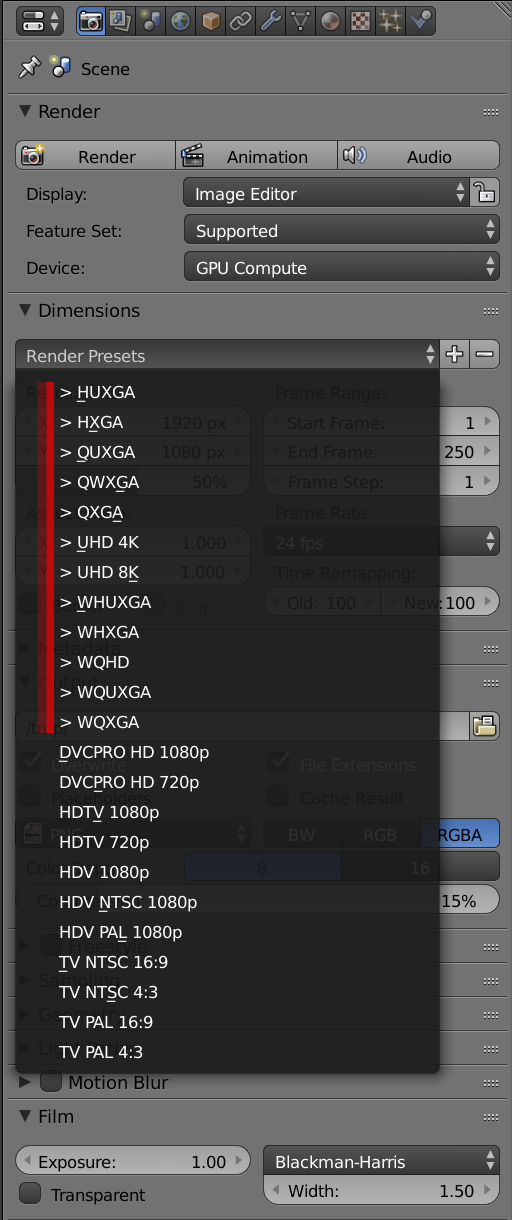 Scene
Render
Render Animation Audio
Display: Image Editor
Feature Set: Supported
Device: GPU Compute
Dimensions
Render Presets
> HUXGA
Frame Range:
> HXGA
1920 px
Start Frame: 1
> QUXGA
1080 px
End Frame: 250
> QWXGA
50%
Frame Step: 1
> QXGA
Frame Rate:
> UHD 4K
1.000
24 fps
> UHD 8K
1.000
Time Remapping:
> WHUXGA
Crop
Old: 100 New: 100
> WHXGA
> WQHD
> WQUXGA
> WQXGA
DVCPRO HD 1080p
Overwrite
File Extensions
DVCPRO HD 720p
Placeholders
Cache Result
HDTV 1080p
HDTV 720p
PNG
BW RGB RGBA
HDV 1080p
8 16
HDV NTSC 1080p
15%
HDV PAL 1080p
Freestyle
TV NTSC 16:9
Sampling
TV NTSC 4:3
TV PAL 16:9
TV PAL 4:3
Motion Blur
Film
Exposure: 1.00 Blackman-Harris
Transparent Width: 1.50